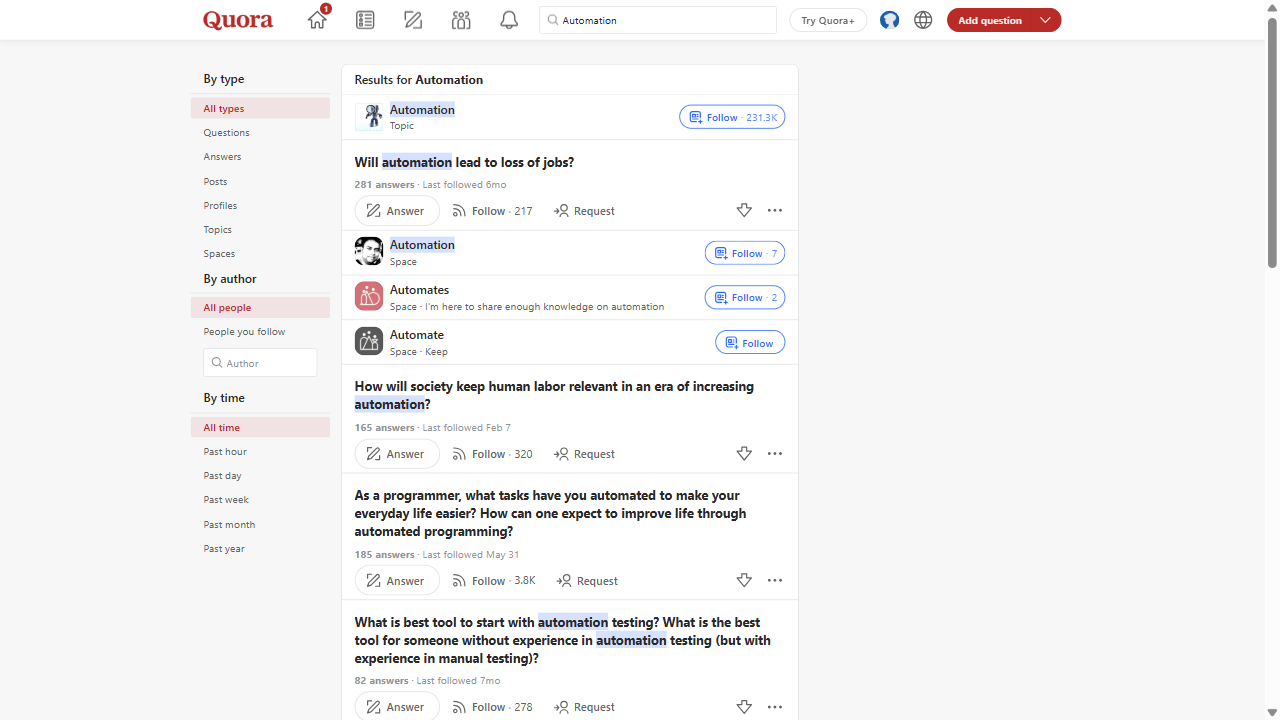 Quora
1
Automation
Try Quora+
Add question
By type
All types
Questions
Answers
Posts
Profiles
Topics
Spaces
By author
All people
People you follow
Author
By time
All time
Past hour
Past day
Past week
Past month
Past year
Results for Automation
Automation
Topic
Follow · 231.3K
Will automation lead to loss of jobs?
281 answers · Last followed 6mo
Answer Follow · 217 Request
Automation
Space
Follow · 7
Automates
Space · I'm here to share enough knowledge on automation
Follow · 2
Automate
Space · Keep
Follow
How will society keep human labor relevant in an era of increasing
automation?
165 answers · Last followed Feb 7
Answer Follow · 320 Request
As a programmer, what tasks have you automated to make your
everyday life easier? How can one expect to improve life through
automated programming?
185 answers · Last followed May 31
Answer Follow · 3.8K Request
What is best tool to start with automation testing? What is the best
tool for someone without experience in automation testing (but with
experience in manual testing)?
82 answers · Last followed 7mo
Answer Follow · 278 Request